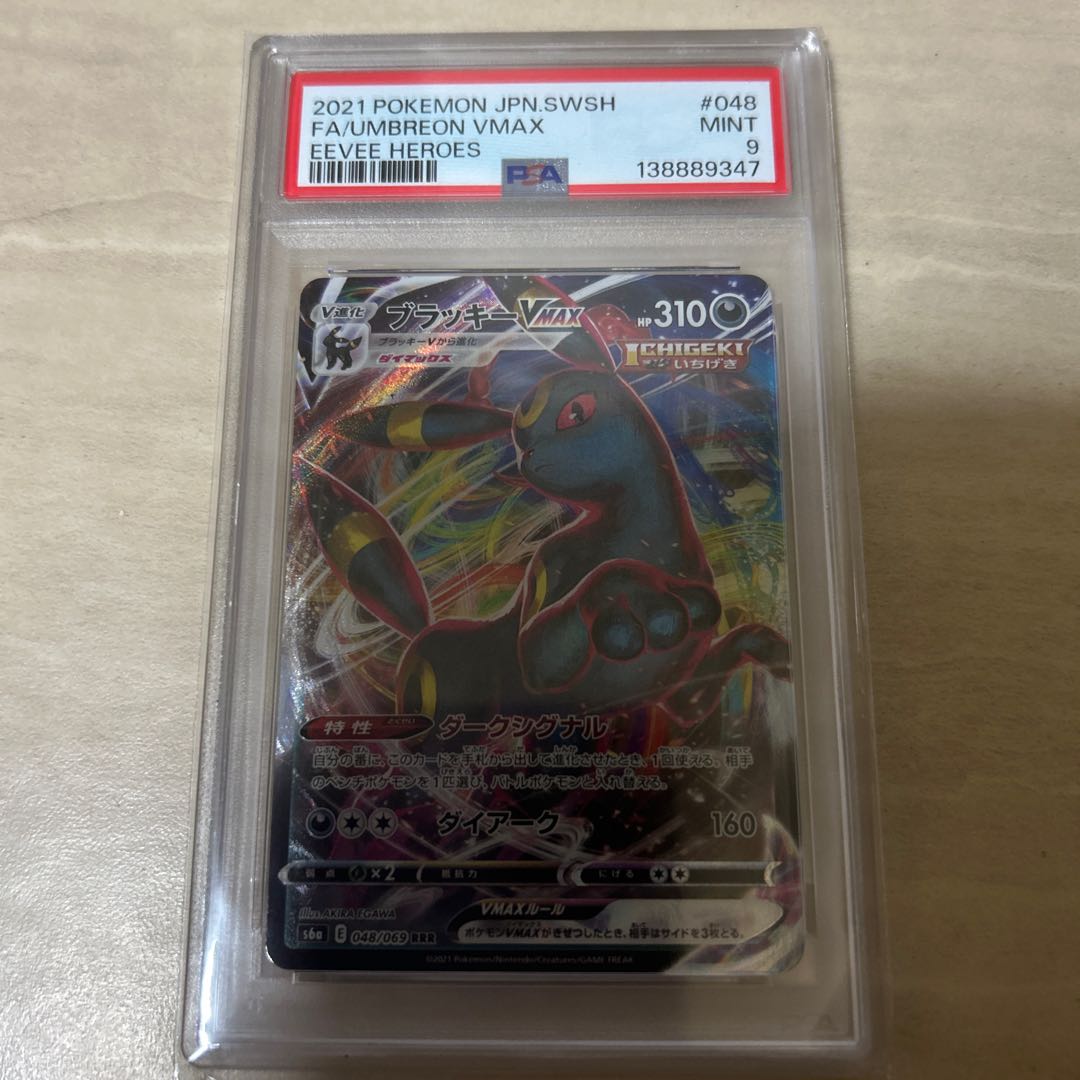 2021 POKEMON JPN.SWSH #048
FA/UMBREON VMAX MINT
EEVEE HEROES 9
PSA 138889347
V進化 ブラッキーVMAX HP310
ブラッキーVから進化
ダイマックス
ICHIGEKI
いちげき
特性 とくせい ダークシグナル
自分の番に、このカードを手札から出して進化させたとき、1回使える。相手
のベンチポケモンを1匹選び、バトルポケモンと入れ替える。
ダイアーク 160
弱点 ×2 抵抗力 にげる
illus. AKIRA EGAWA
VMAXルール
s6a E 048/069 RRR
ポケモンVMAXがきぜつしたとき、相手はサイドを3枚とる。
©2021 Pokémon/Nintendo/Creatures/GAME FREAK